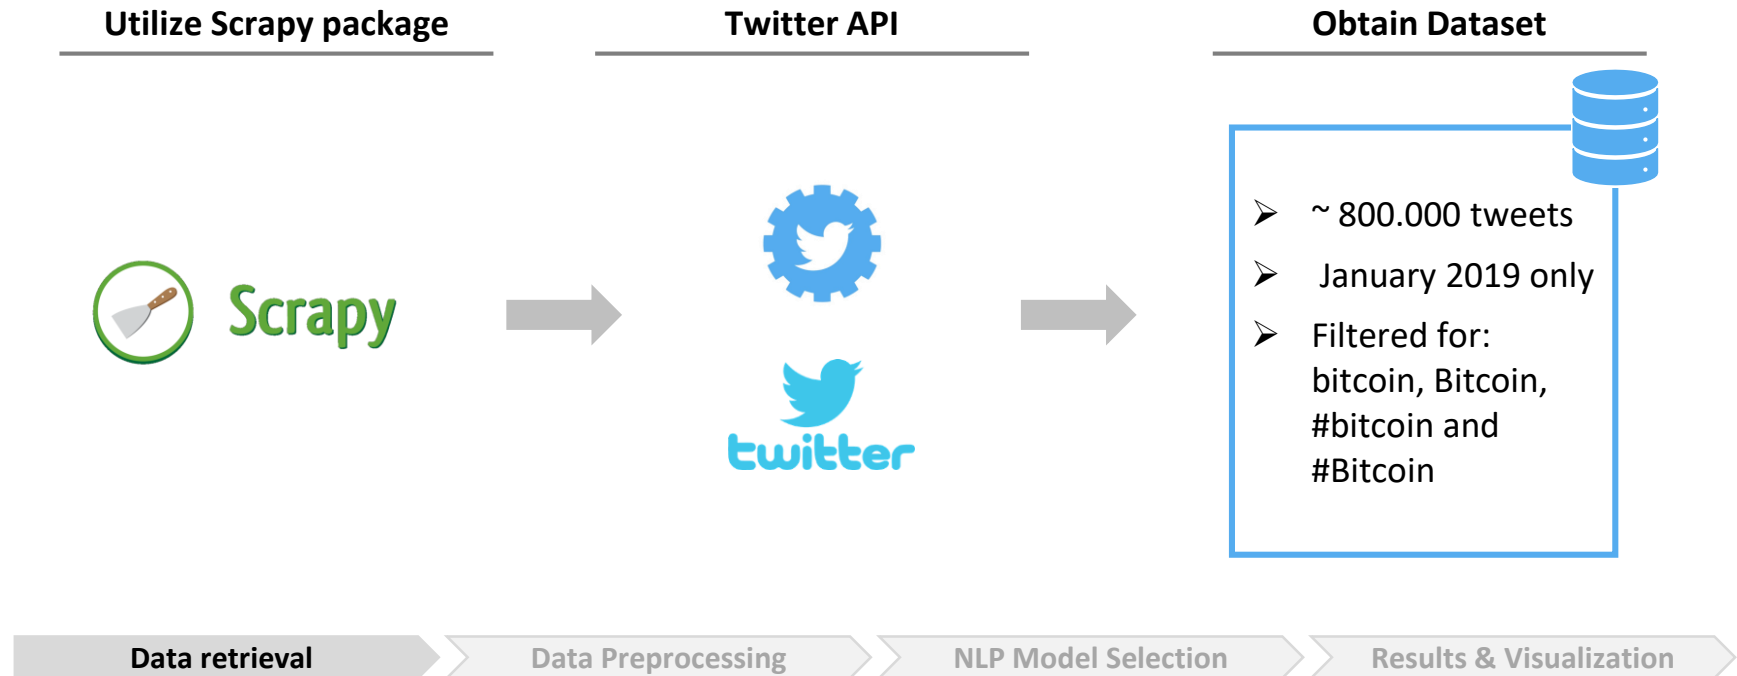 Utilize Scrapy package
Twitter API
Obtain Dataset
Scrapy
twitter
~ 800.000 tweets
January 2019 only
Filtered for:
bitcoin, Bitcoin,
#bitcoin and
#Bitcoin
Data retrieval
Data Preprocessing
NLP Model Selection
Results & Visualization